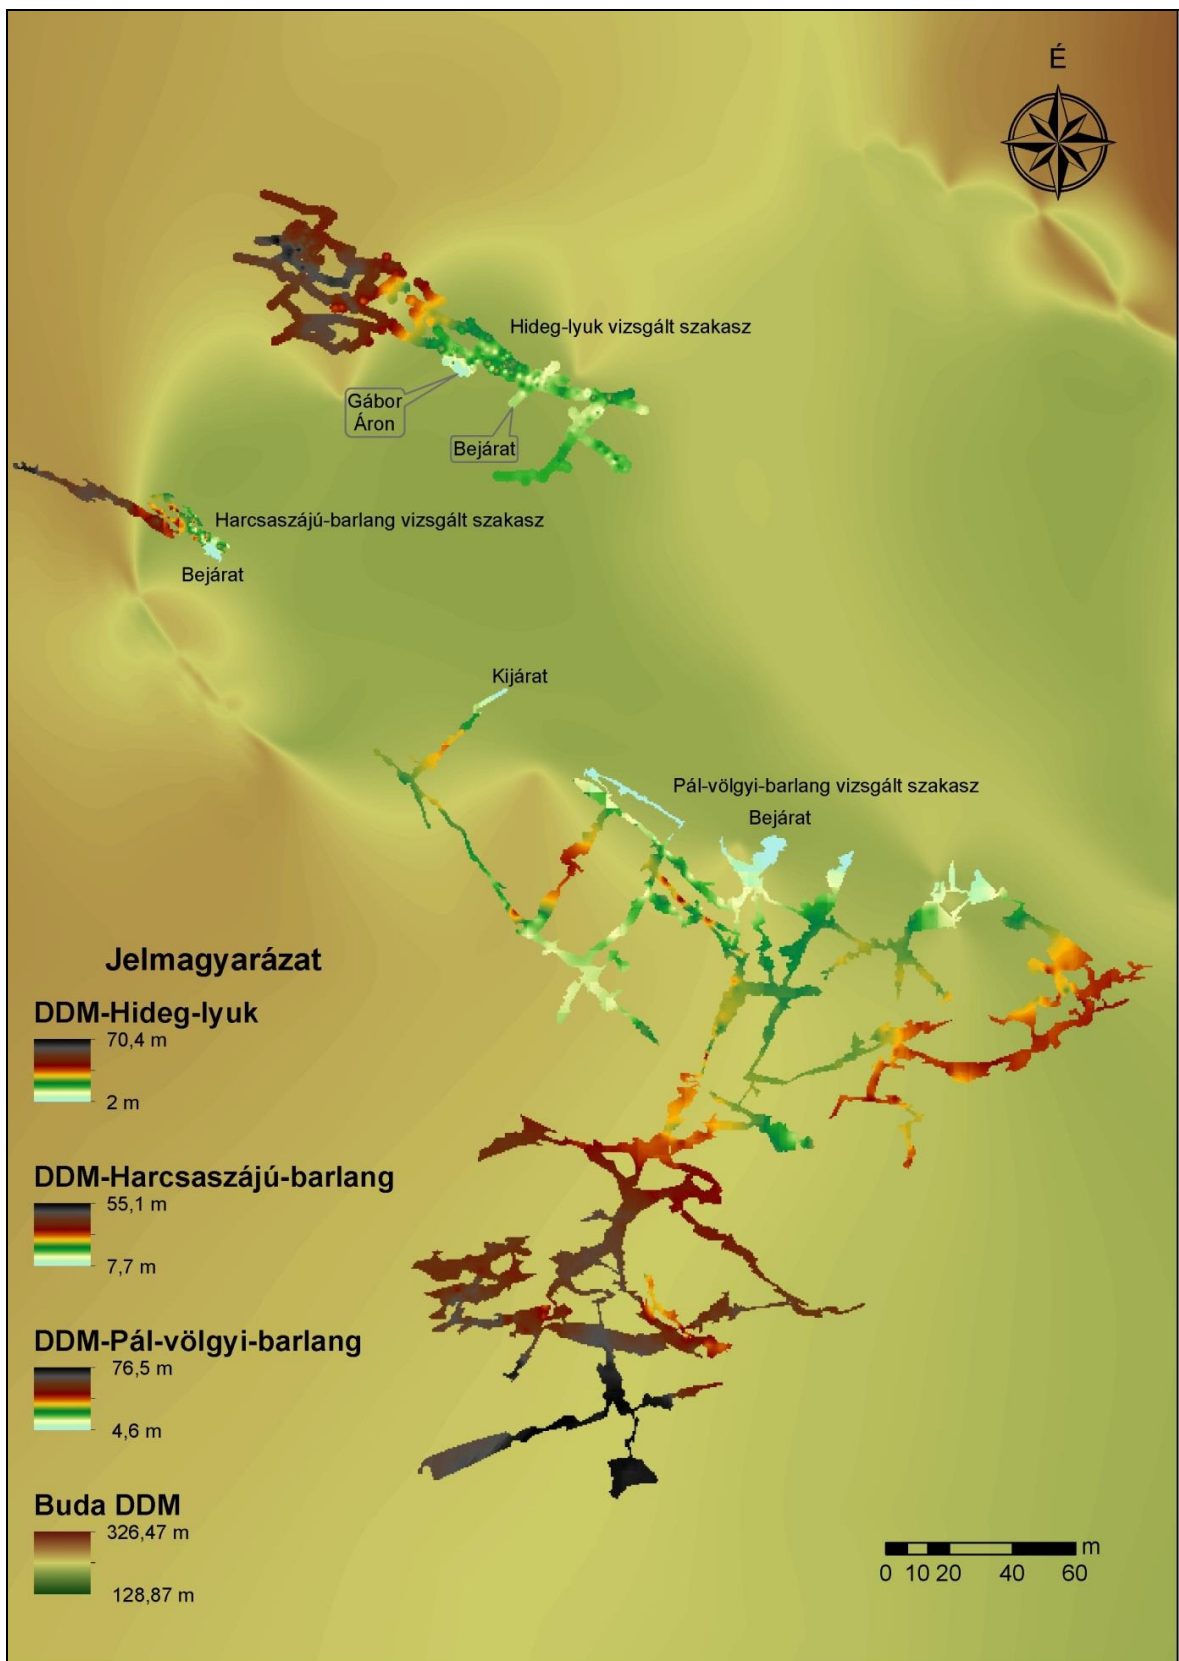 É
Hideg-lyuk vizsgált szakasz
Gábor
Áron
Bejárat
Harcsaszájú-barlang vizsgált szakasz
Bejárat
Kijárat
Pál-völgyi-barlang vizsgált szakasz
Bejárat
Jelmagyarázat
DDM-Hideg-lyuk
70,4 m
2 m
DDM-Harcsaszájú-barlang
55,1 m
7,7 m
DDM-Pál-völgyi-barlang
76,5 m
4,6 m
Buda DDM
326,47 m
128,87 m
m
0 10 20 40 60